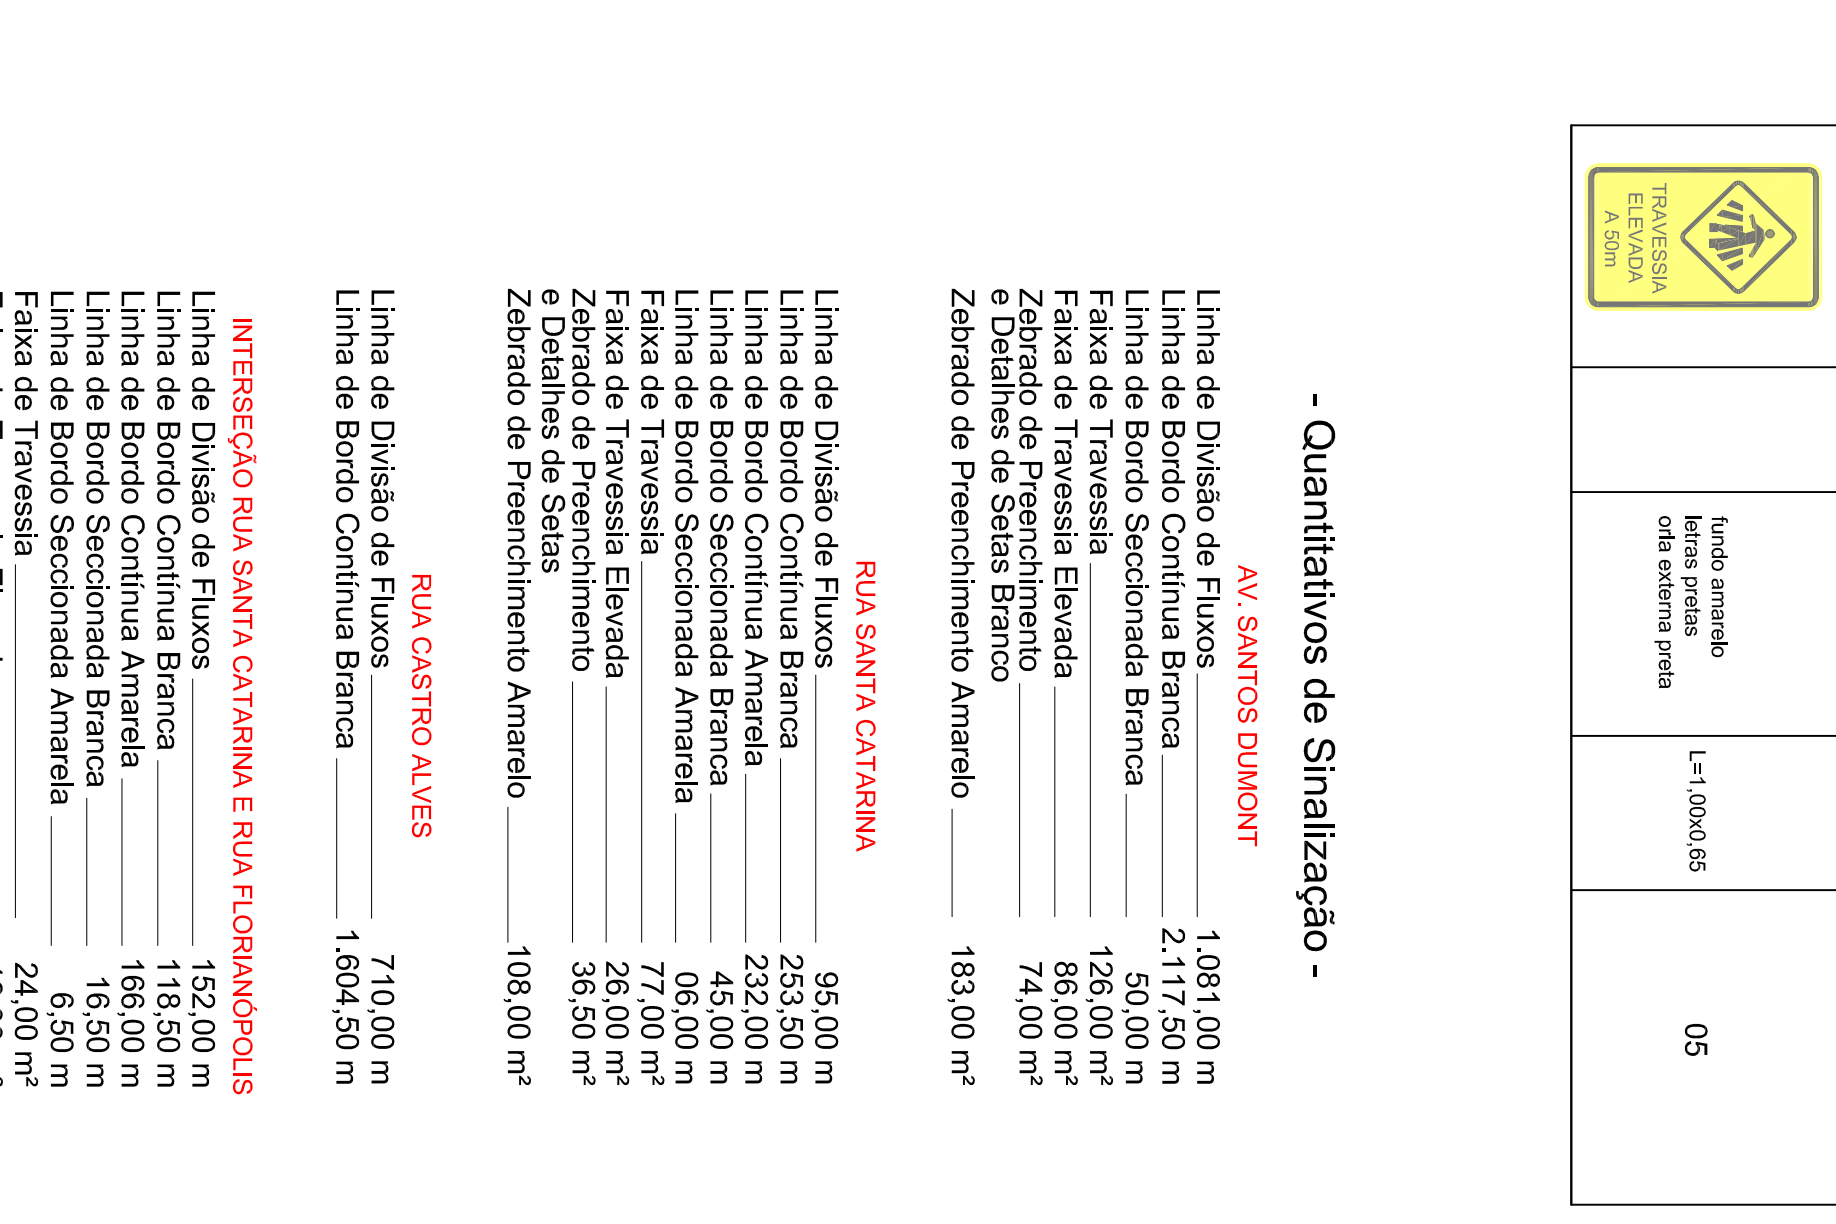 TRAVESSIA
ELEVADA
A 50m
fundo amarelo
letras pretas
orla externa preta
L=1,00x0,65
05
- Quantitativos de Sinalização -
AV. SANTOS DUMONT
Linha de Divisão de Fluxos 1.081,00 m
Linha de Bordo Contínua Branca 2.117,50 m
Linha de Bordo Seccionada Branca 50,00 m
Faixa de Travessia 126,00 m²
Faixa de Travessia Elevada 86,00 m²
Zebrado de Preenchimento 74,00 m²
e Detalhes de Setas Branco
Zebrado de Preenchimento Amarelo 183,00 m²
RUA SANTA CATARINA
Linha de Divisão de Fluxos 95,00 m
Linha de Bordo Contínua Branca 253,50 m
Linha de Bordo Contínua Amarela 232,00 m
Linha de Bordo Seccionada Branca 45,00 m
Linha de Bordo Seccionada Amarela 06,00 m
Faixa de Travessia 77,00 m²
Faixa de Travessia Elevada 26,00 m²
Zebrado de Preenchimento 36,50 m²
e Detalhes de Setas
Zebrado de Preenchimento Amarelo 108,00 m²
RUA CASTRO ALVES
Linha de Divisão de Fluxos 710,00 m
Linha de Bordo Contínua Branca 1.604,50 m
INTERSEÇÃO RUA SANTA CATARINA E RUA FLORIANÓPOLIS
Linha de Divisão de Fluxos 152,00 m
Linha de Bordo Contínua Branca 118,50 m
Linha de Bordo Contínua Amarela 166,00 m
Linha de Bordo Seccionada Branca 16,50 m
Linha de Bordo Seccionada Amarela 6,50 m
Faixa de Travessia 24,00 m²